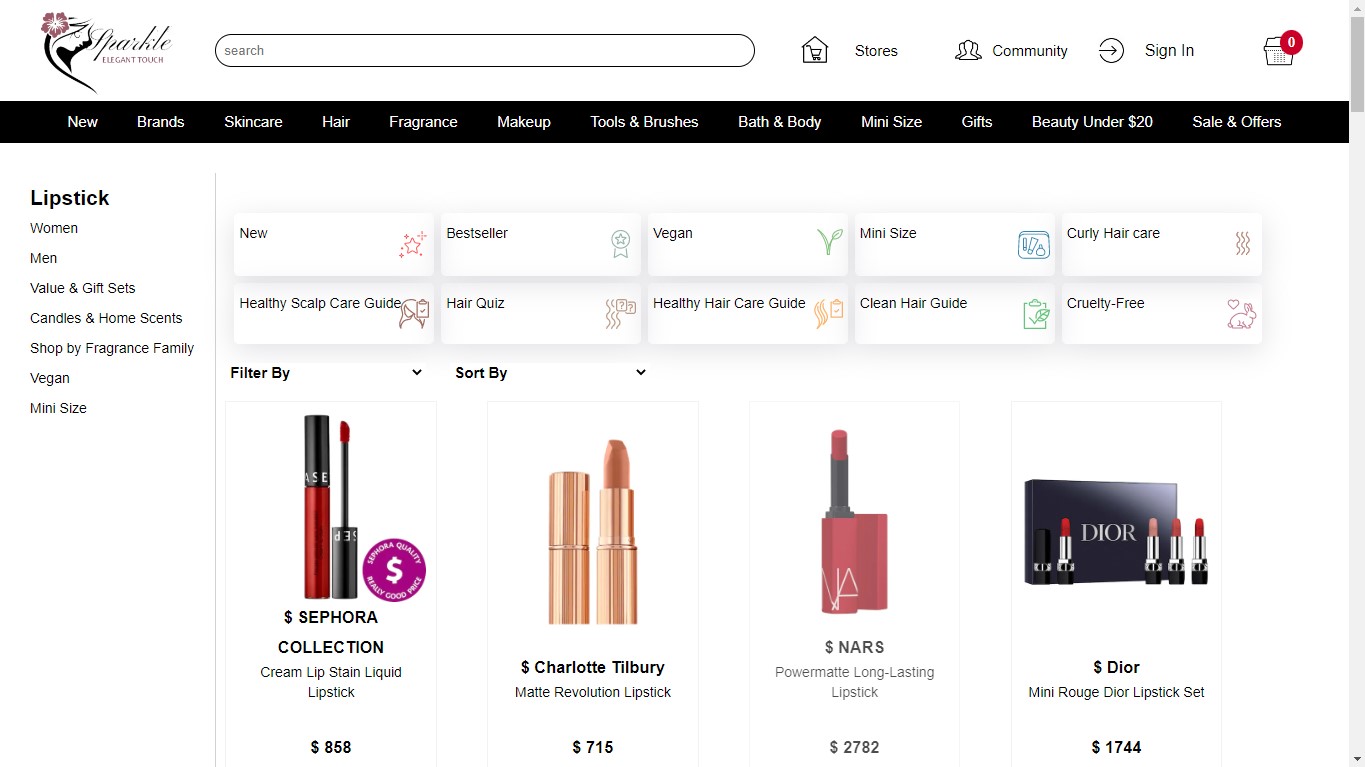 Sparkle
ELEGANT TOUCH
search
Stores
Community
Sign In
0
New Brands Skincare Hair Fragrance Makeup Tools & Brushes Bath & Body Mini Size Gifts Beauty Under $20 Sale & Offers
Lipstick
Women
Men
Value & Gift Sets
Candles & Home Scents
Shop by Fragrance Family
Vegan
Mini Size
New
Bestseller
Vegan
Mini Size
Curly Hair care
Healthy Scalp Care Guide
Hair Quiz
Healthy Hair Care Guide
Clean Hair Guide
Cruelty-Free
Filter By
Sort By
ASE
SEP
SEPHORA QUALITY
$
REALLY GOOD PRICE
$ SEPHORA
COLLECTION
Cream Lip Stain Liquid
Lipstick
$ 858
$ Charlotte Tilbury
Matte Revolution Lipstick
$ 715
NA
$ NARS
Powermatte Long-Lasting
Lipstick
$ 2782
DIOR
$ Dior
Mini Rouge Dior Lipstick Set
$ 1744